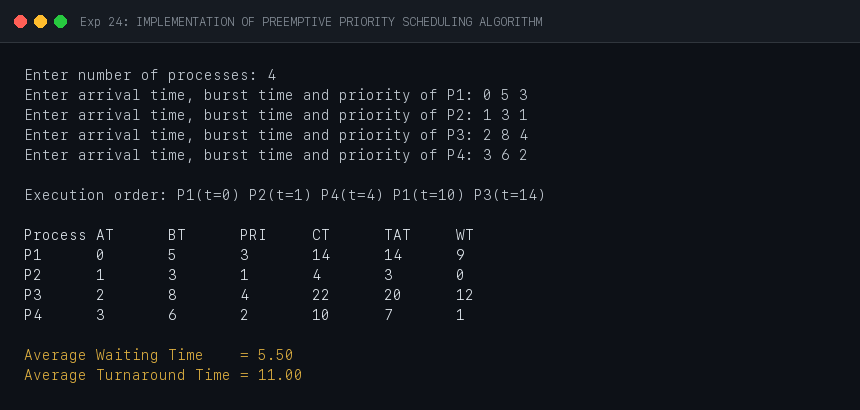 Exp 24: IMPLEMENTATION OF PREEMPTIVE PRIORITY SCHEDULING ALGORITHM
Enter number of processes: 4
Enter arrival time, burst time and priority of P1: 0 5 3
Enter arrival time, burst time and priority of P2: 1 3 1
Enter arrival time, burst time and priority of P3: 2 8 4
Enter arrival time, burst time and priority of P4: 3 6 2
Execution order: P1(t=0) P2(t=1) P4(t=4) P1(t=10) P3(t=14)
Process AT      BT      PRI     CT      TAT     WT
P1      0       5       3       14      14      9
P2      1       3       1       4       3       0
P3      2       8       4       22      20      12
P4      3       6       2       10      7       1
Average Waiting Time    = 5.50
Average Turnaround Time = 11.00